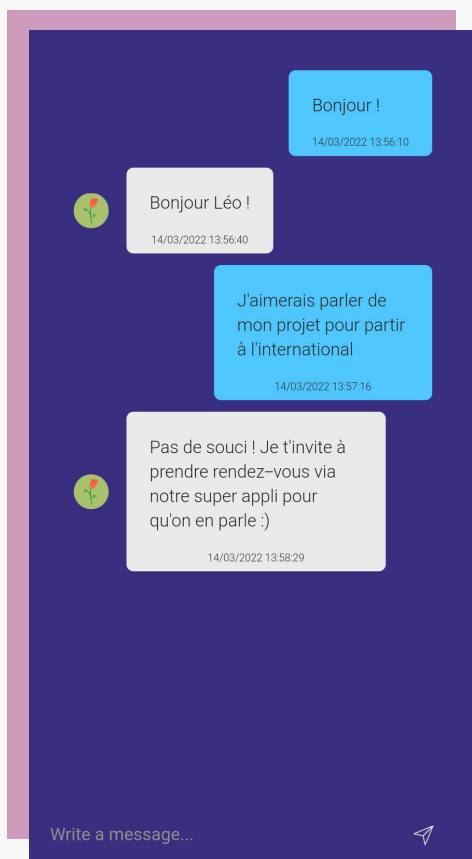 Bonjour !
14/03/2022 13:56:10
Bonjour Léo !
14/03/2022 13:56:40
J'aimerais parler de
mon projet pour partir
à l'international
14/03/2022 13:57:16
Pas de souci ! Je t'invite à
prendre rendez-vous via
notre super appli pour
qu'on en parle :)
14/03/2022 13:58:29
Write a message...